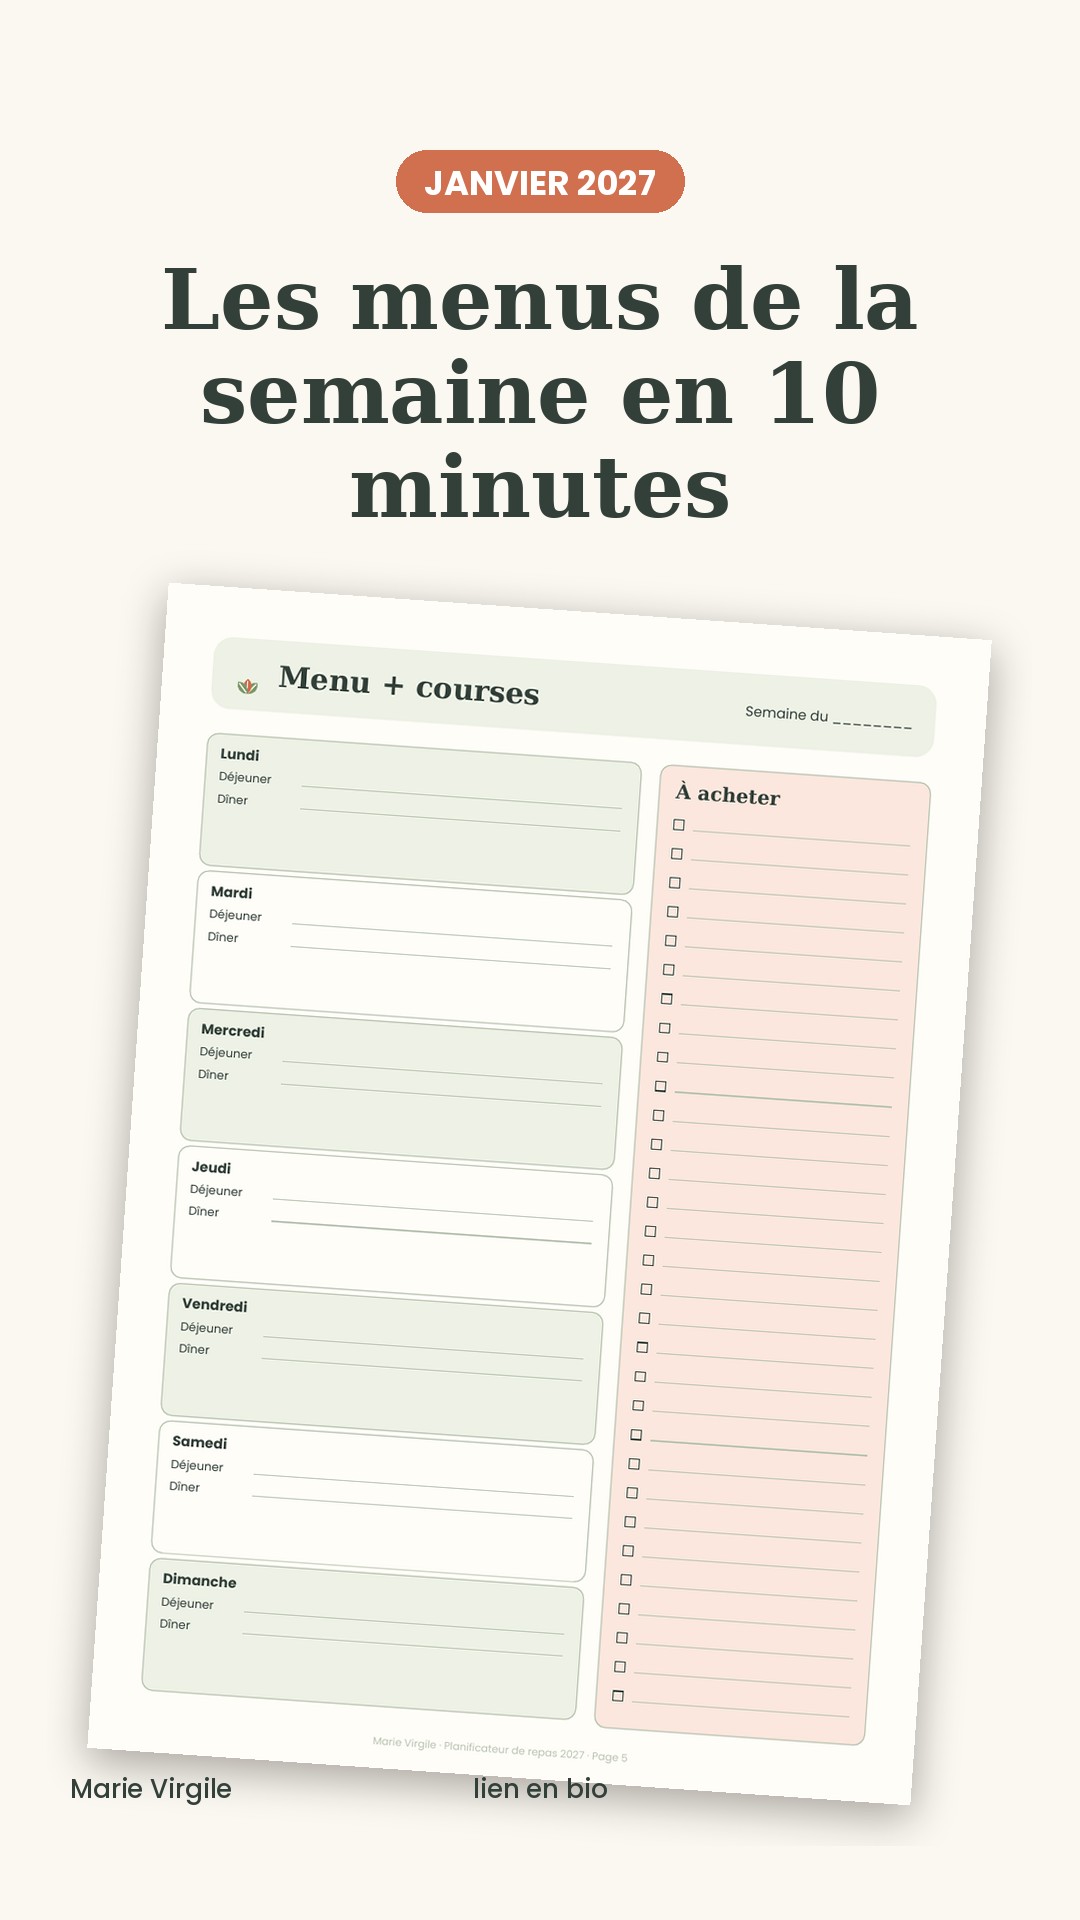 JANVIER 2027
Les menus de la
semaine en 10
minutes
Menu + courses
Semaine du ________
Lundi
Déjeuner
Dîner
Mardi
Déjeuner
Dîner
Mercredi
Déjeuner
Dîner
Jeudi
Déjeuner
Dîner
Vendredi
Déjeuner
Dîner
Samedi
Déjeuner
Dîner
Dimanche
Déjeuner
Dîner
À acheter
Marie Virgile · Planificateur de repas 2027 · Page 5
Marie Virgile
lien en bio